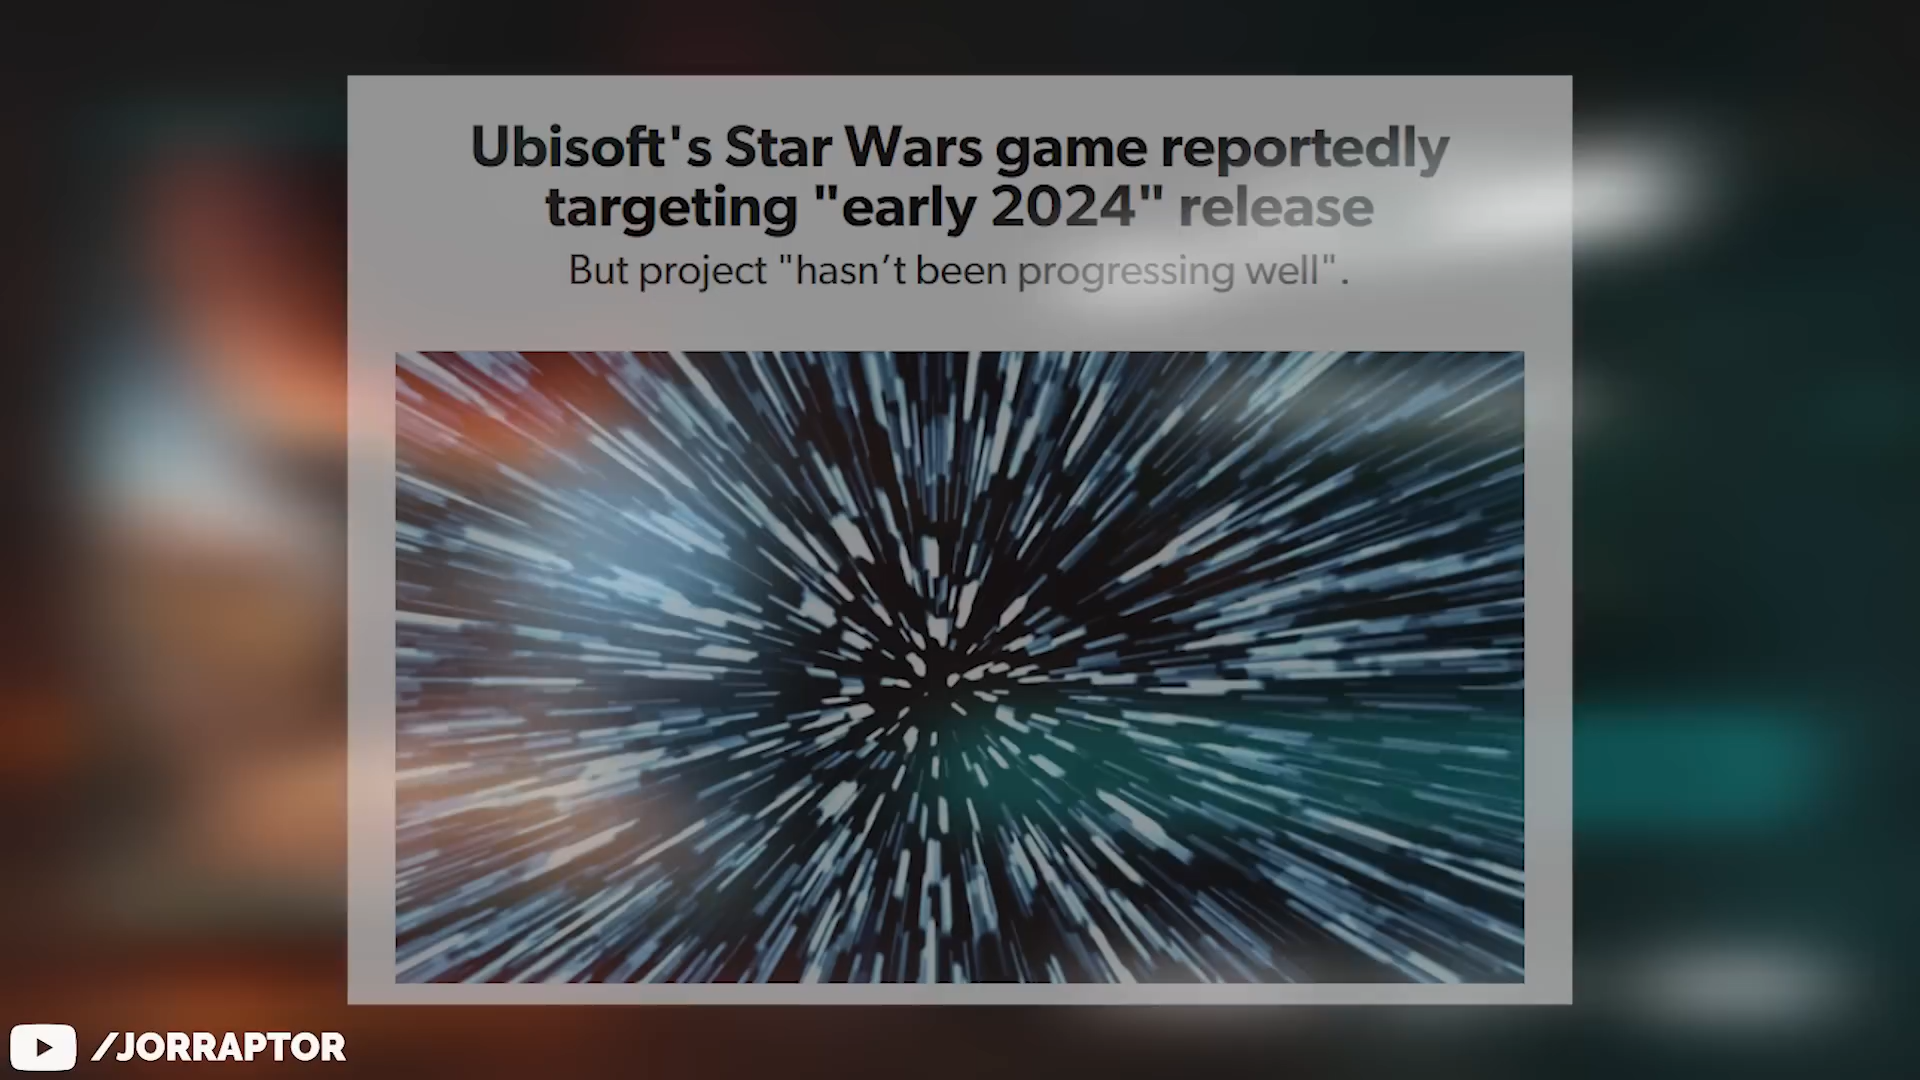 Ubisoft's Star Wars game reportedly
targeting "early 2024" release
But project "hasn’t been progressing well".
/JORRAPTOR